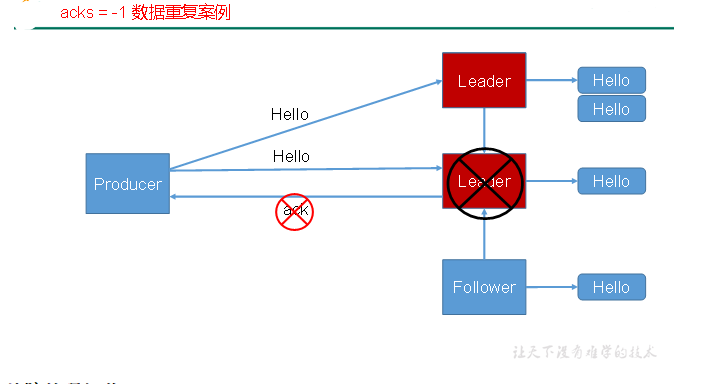 acks = -1 数据重复案例
Leader
Hello
Hello
Hello
Hello
Producer
Leader
Hello
ack
Follower
Hello
让天下没有难学的技术